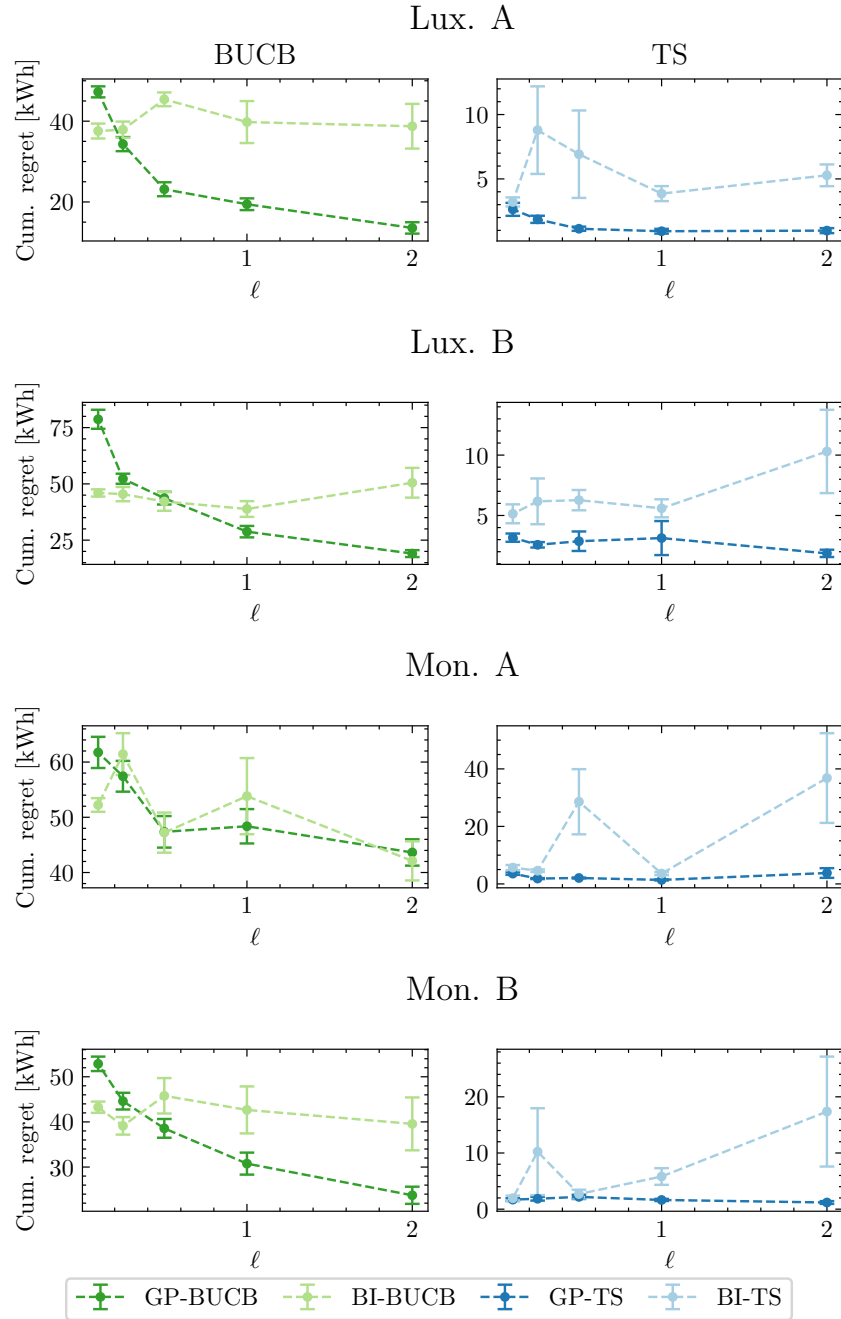 Lux. A
BUCB TS
Cum. regret [kWh]
40
20
10
5
1 2 1 2
ℓ ℓ
Lux. B
Cum. regret [kWh]
75
50
25
10
5
1 2 1 2
ℓ ℓ
Mon. A
Cum. regret [kWh]
60
50
40
40
20
0
1 2 1 2
ℓ ℓ
Mon. B
Cum. regret [kWh]
50
40
30
20
10
0
1 2 1 2
ℓ ℓ
GP-BUCB BI-BUCB GP-TS BI-TS